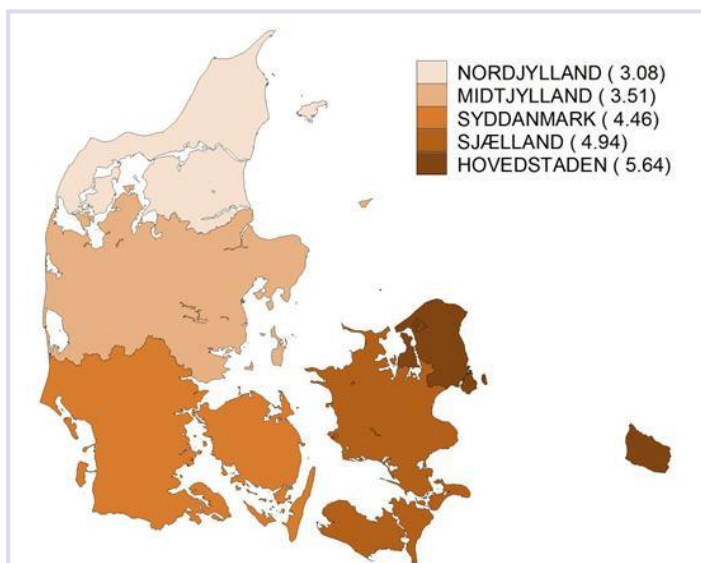 NORDJYLLAND ( 3.08)
MIDTJYLLAND ( 3.51)
SYDDANMARK ( 4.46)
SJÆLLAND ( 4.94)
HOVEDSTADEN ( 5.64)